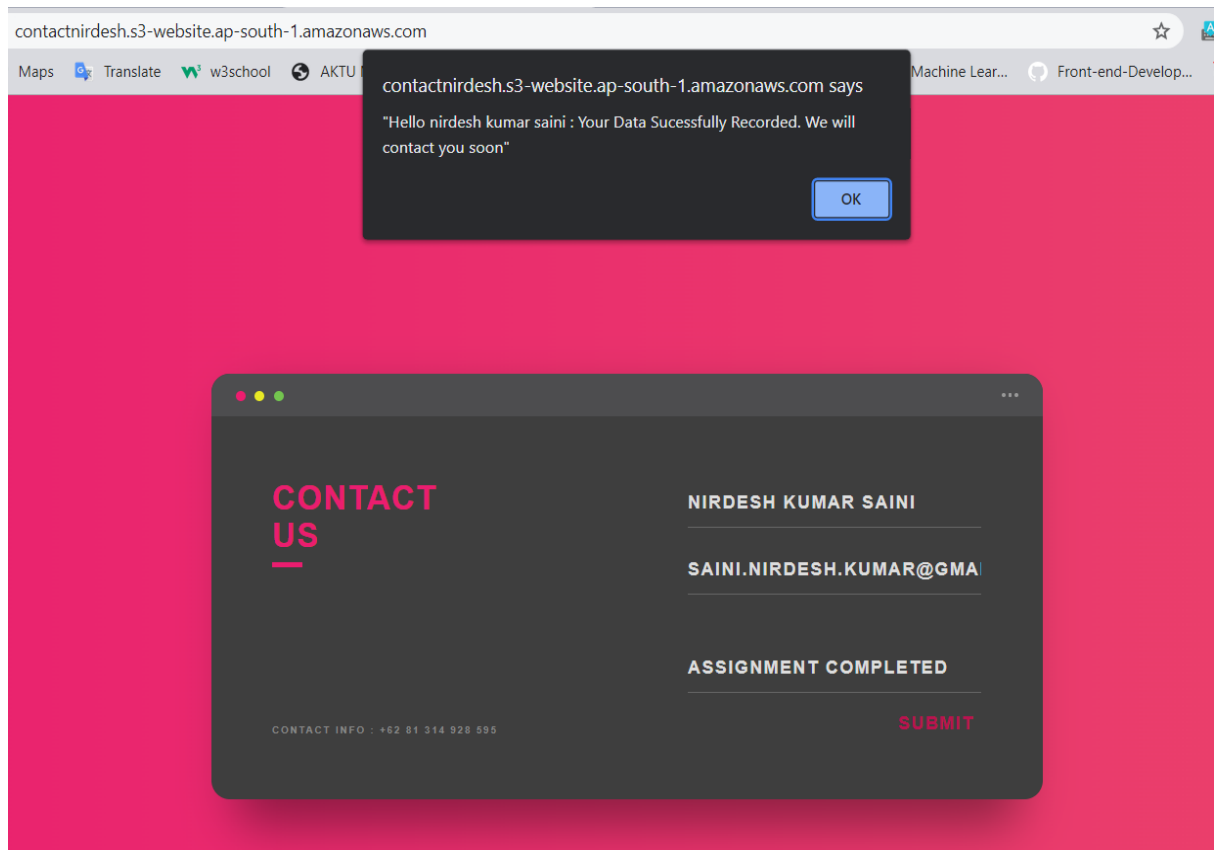 contactnirdesh.s3-website.ap-south-1.amazonaws.com
Maps Translate w3school AKTU Machine Lear... Front-end-Develop...
contactnirdesh.s3-website.ap-south-1.amazonaws.com says
"Hello nirdesh kumar saini : Your Data Sucessfully Recorded. We will
contact you soon"
OK
CONTACT
US
NIRDESH KUMAR SAINI
SAINI.NIRDESH.KUMAR@GMA
ASSIGNMENT COMPLETED
SUBMIT
CONTACT INFO : +62 81 314 928 595